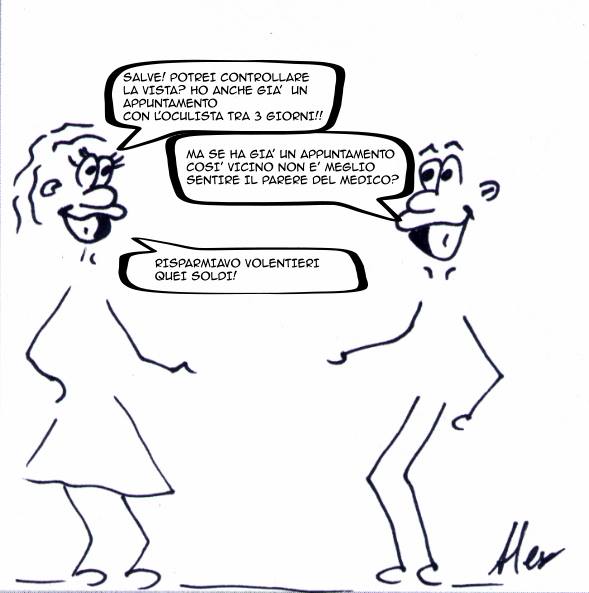 SALVE! POTREI CONTROLLARE
LA VISTA? HO ANCHE GIA' UN
APPUNTAMENTO
CON L'OCULISTA TRA 3 GIORNI!!
MA SE HA GIA' UN APPUNTAMENTO
COSI' VICINO NON E' MEGLIO
SENTIRE IL PARERE DEL MEDICO?
RISPARMIAVO VOLENTIERI
QUEI SOLDI!